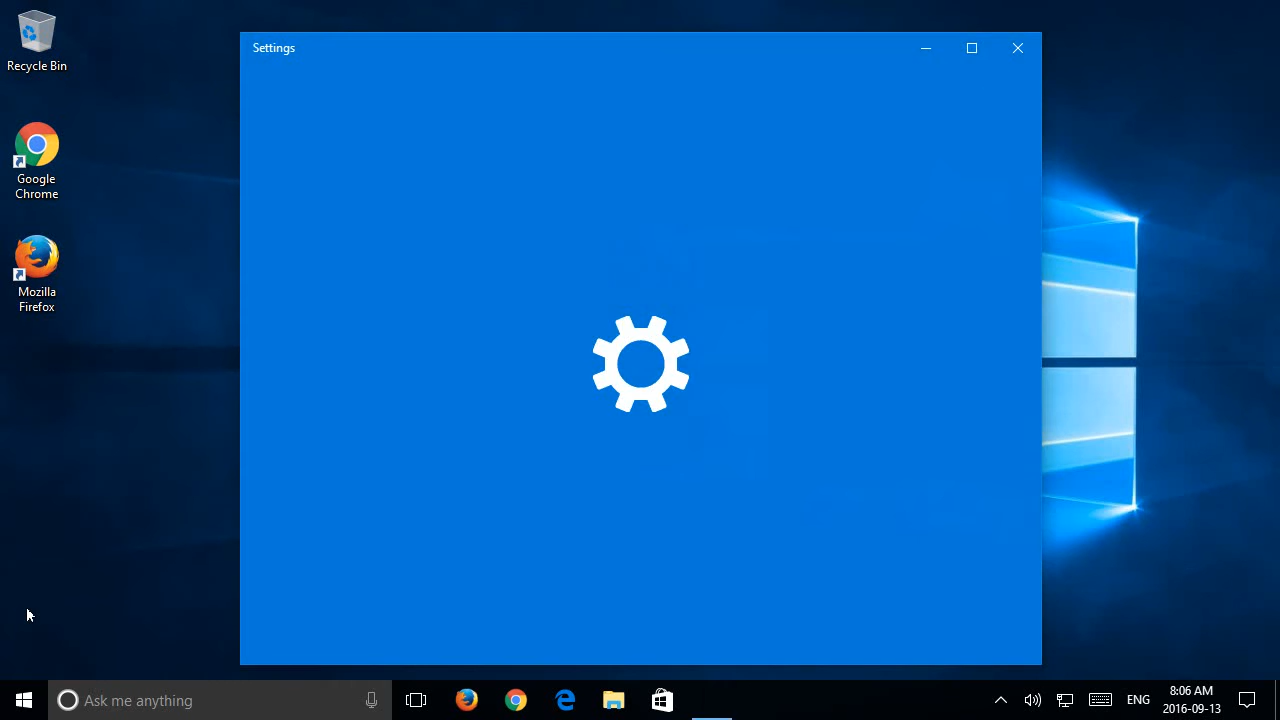 Recycle Bin
Google
Chrome
Mozilla
Firefox
Settings
Ask me anything
ENG
8:06 AM
2016-09-13